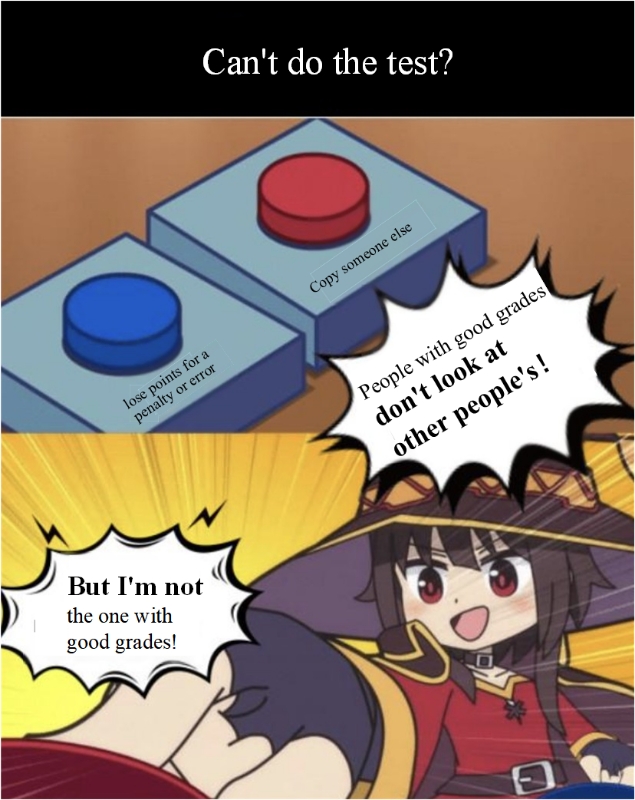 Can't do the test?
Copy someone else
lose points for a
penalty or error
People with good grades
don't look at
other people's!
But I'm not
the one with
good grades!